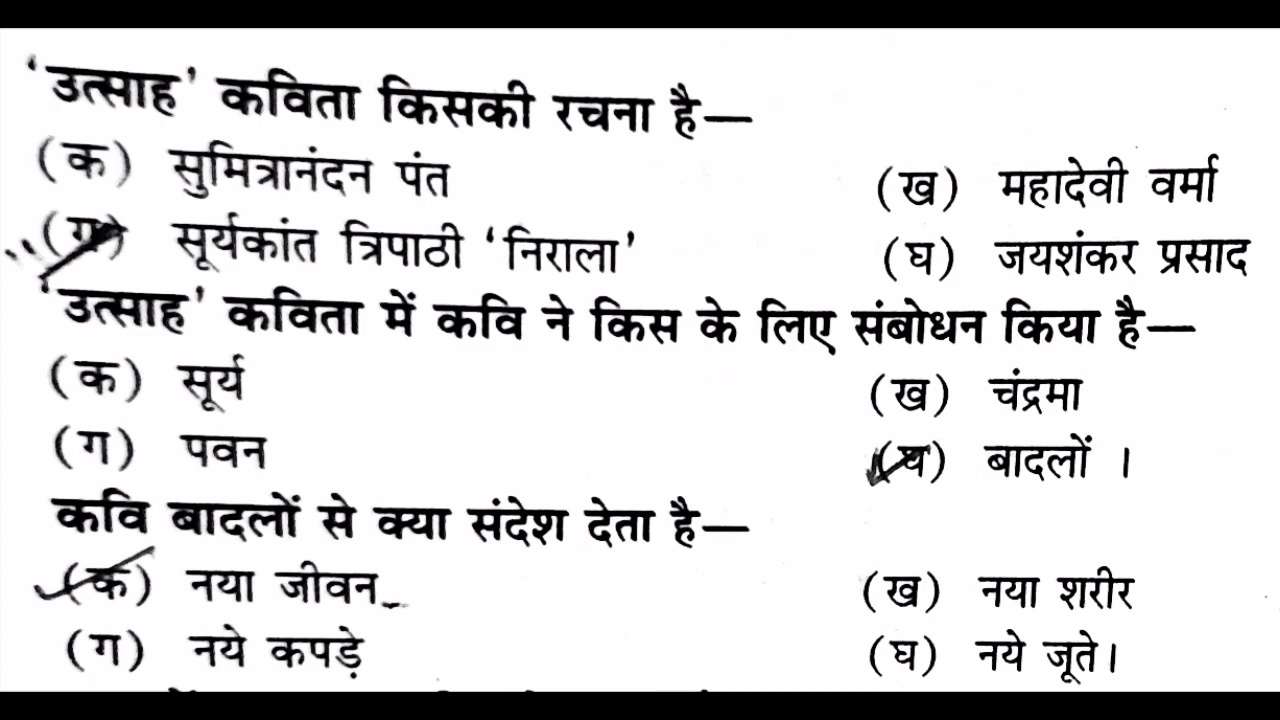 'उत्साह' कविता किसकी रचना है—
(क) सुमित्रानंदन पंत (ख) महादेवी वर्मा
(ग) सूर्यकांत त्रिपाठी 'निराला' (घ) जयशंकर प्रसाद
'उत्साह' कविता में कवि ने किस के लिए संबोधन किया है—
(क) सूर्य (ख) चंद्रमा
(ग) पवन (घ) बादलों ।
कवि बादलों से क्या संदेश देता है—
(क) नया जीवन (ख) नया शरीर
(ग) नये कपड़े (घ) नये जूते।